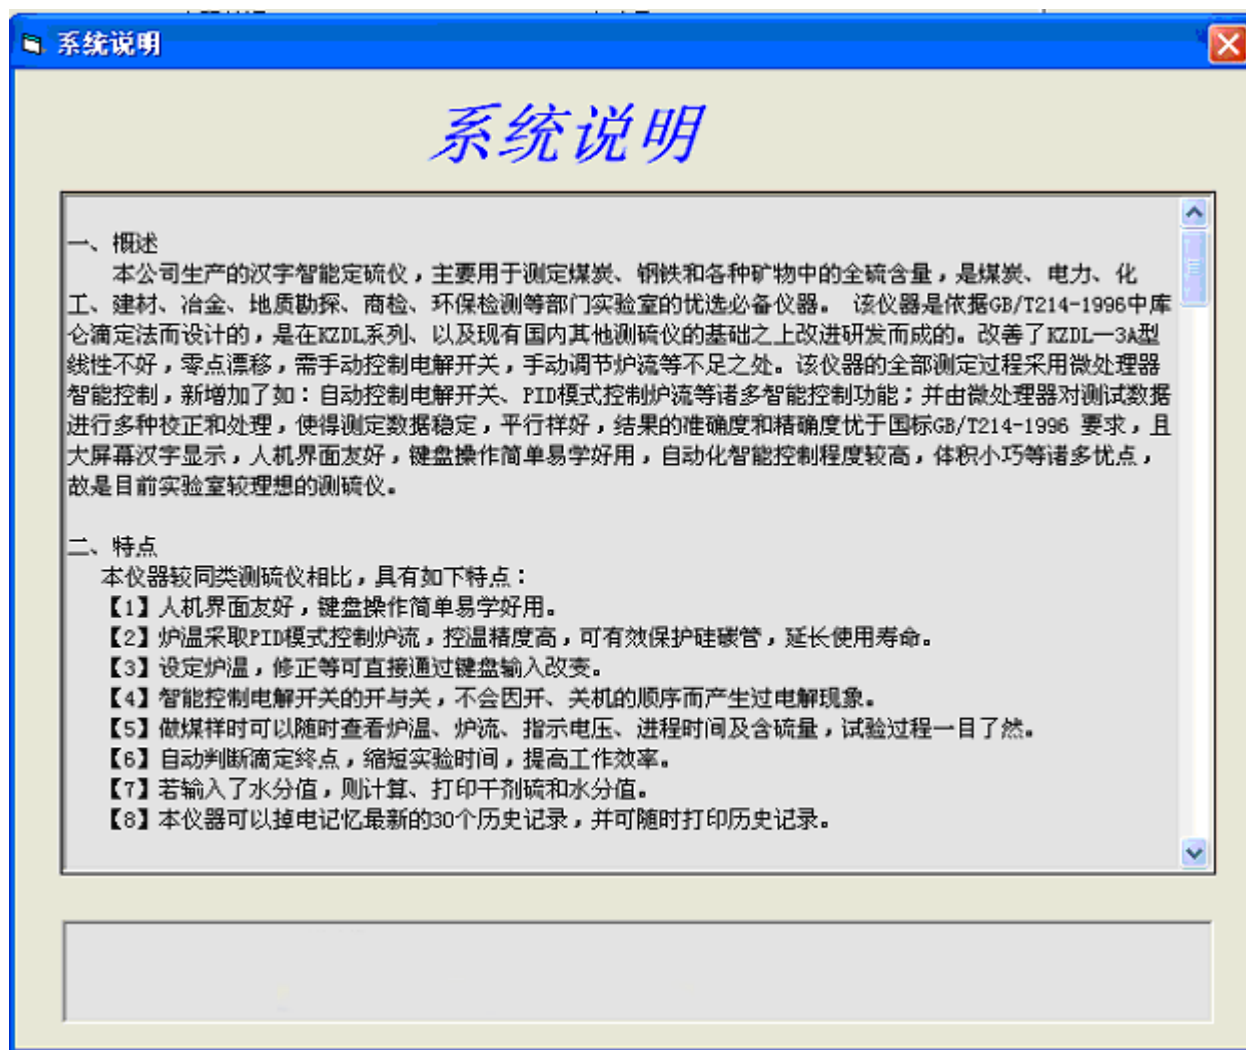 系统说明
系统说明
一、概述
本公司生产的汉字智能定硫仪，主要用于测定煤炭、钢铁和各种矿物中的全硫含量，是煤炭、电力、化
工、建材、冶金、地质勘探、商检、环保检测等部门实验室的优选必备仪器。 该仪器是依据GB/T214-1996中库
仑滴定法而设计的，是在KZDL系列、以及现有国内其他测硫仪的基础之上改进研发而成的。改善了KZDL—3A型
线性不好，零点漂移，需手动控制电解开关，手动调节炉流等不足之处。该仪器的全部测定过程采用微处理器
智能控制，新增加了如：自动控制电解开关、PID模式控制炉流等诸多智能控制功能；并由微处理器对测试数据
进行多种校正和处理，使得测定数据稳定，平行样好，结果的准确度和精确度忧于国标GB/T214-1996 要求，且
大屏幕汉字显示，人机界面友好，键盘操作简单易学好用，自动化智能控制程度较高，体积小巧等诸多忧点，
故是目前实验室较理想的测硫仪。
二、特点
本仪器较同类测硫仪相比，具有如下特点：
【1】人机界面友好，键盘操作简单易学好用。
【2】炉温采取PID模式控制炉流，控温精度高，可有效保护硅碳管，延长使用寿命。
【3】设定炉温，修正等可直接通过键盘输入改变。
【4】智能控制电解开关的开与关，不会因开、关机的顺序而产生过电解现象。
【5】做煤样时可以随时查看炉温、炉流、指示电压、进程时间及含硫量，试验过程一目了然。
【6】自动判断滴定终点，缩短实验时间，提高工作效率。
【7】若输入了水分值，则计算、打印干剂硫和水分值。
【8】本仪器可以掉电记忆最新的30个历史记录，并可随时打印历史记录。